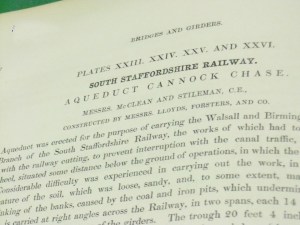 BRIDGES AND GIRDERS.
PLATES XXIII. XXIV. XXV. AND XXVI.
SOUTH STAFFORDSHIRE RAILWAY,
AQUEDUCT CANNOCK CHASE.
MESSRS. McCLEAN AND STILEMAN, C.E.,
CONSTRUCTED BY MESSRS. LLOYDS, FORSTERS, AND CO.
Aqueduct was erected for the purpose of carrying the Walsall and Birming
Branch of the South Staffordshire Railway, the works of which had to
with the railway cutting, to prevent interruption with the canal traffic,
situated some distance below the ground of operations, in which the
Considerable difficulty was experienced in carrying out the work, in
ature of the soil, which was loose, sandy, and, to some extent, ma
nking of the banks, caused by the coal and iron pits, which undermin
is carried at right angles across the Railway, in two spans, each 14
of the girders. The trough 20 feet 4 inc